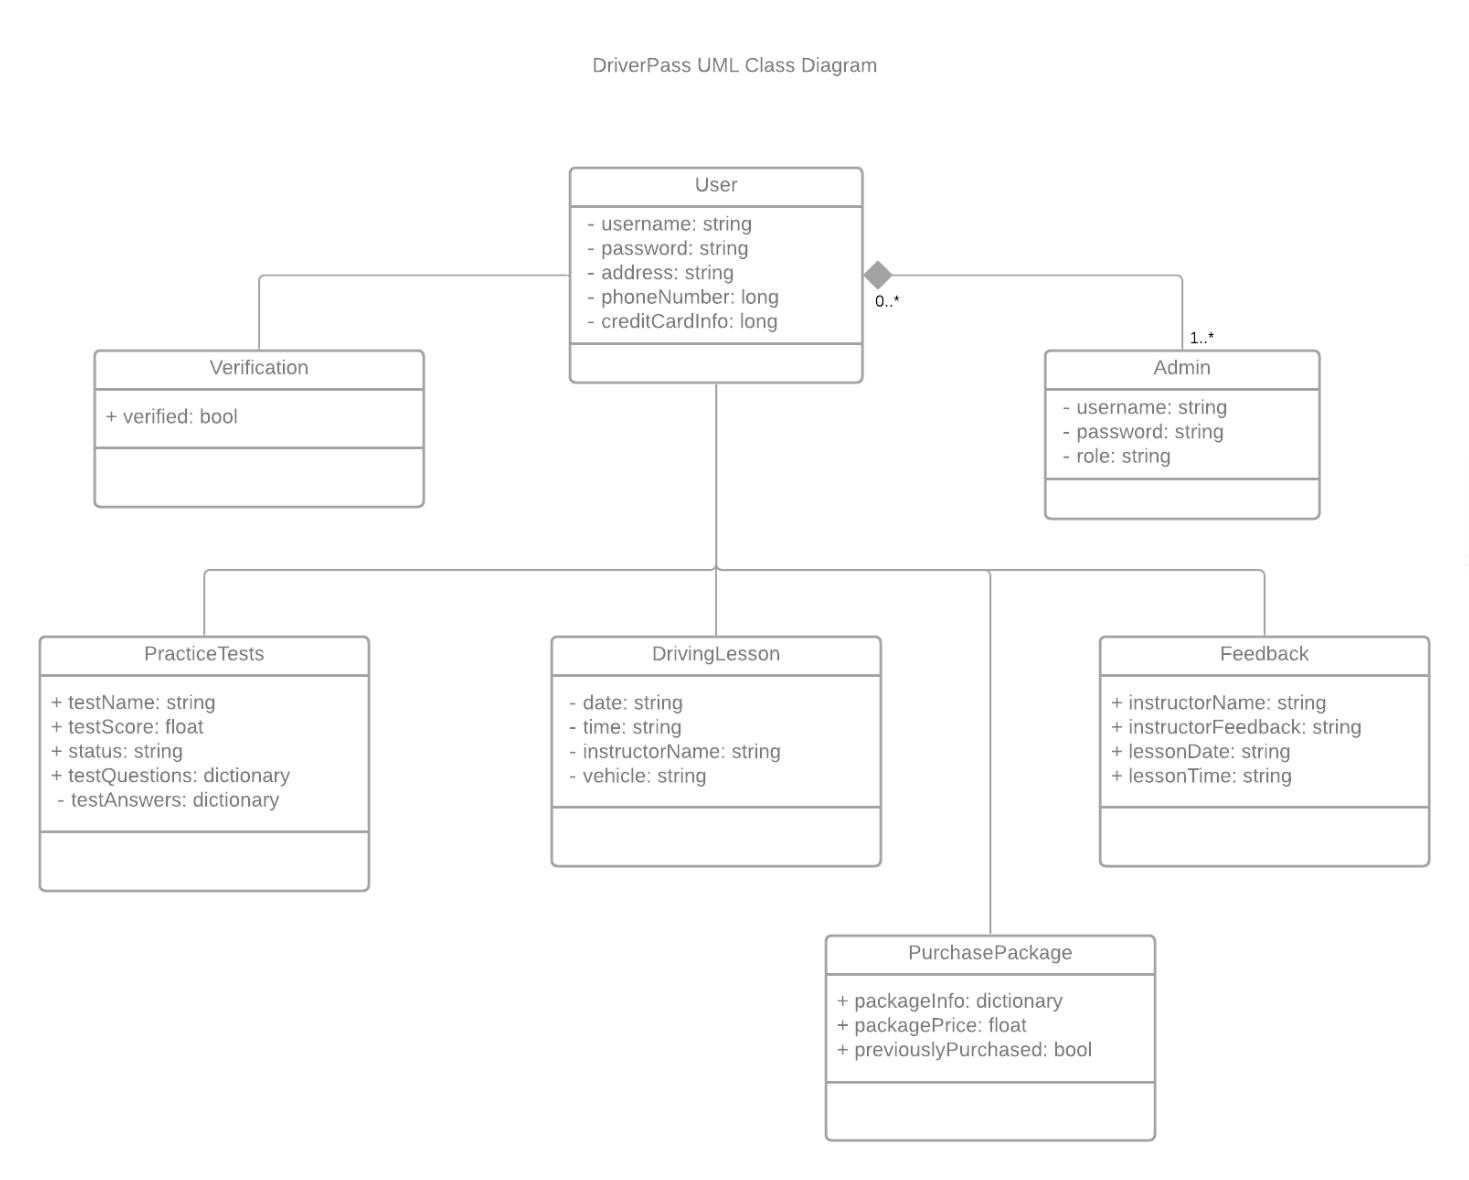 DriverPass UML Class Diagram
User
- username: string
- password: string
- address: string
- phoneNumber: long
- creditCardInfo: long
0..*
1..*
Verification
+ verified: bool
Admin
- username: string
- password: string
- role: string
PracticeTests
+ testName: string
+ testScore: float
+ status: string
+ testQuestions: dictionary
- testAnswers: dictionary
DrivingLesson
- date: string
- time: string
- instructorName: string
- vehicle: string
Feedback
+ instructorName: string
+ instructorFeedback: string
+ lessonDate: string
+ lessonTime: string
PurchasePackage
+ packageInfo: dictionary
+ packagePrice: float
+ previouslyPurchased: bool